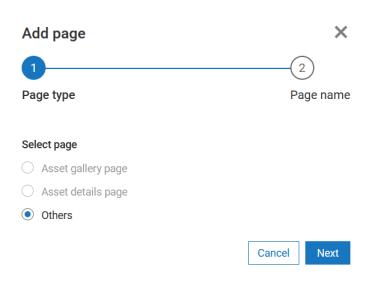 Add page
1
2
Page type
Page name
Select page
Asset gallery page
Asset details page
Others
Cancel
Next